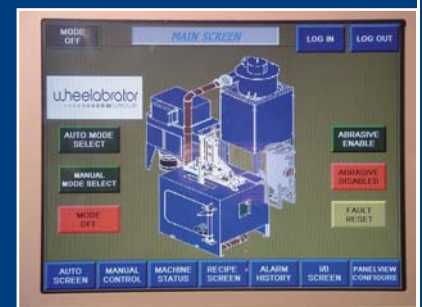 MODE
OFF
MAIN SCREEN
LOG IN
LOG OUT
wheelabrator
GROUP
AUTO MODE
SELECT
MANUAL
MODE SELECT
MODE
OFF
ABRASIVE
ENABLE
ABRASIVE
DISABLED
FAULT
RESET
AUTO
SCREEN
MANUAL
CONTROL
MACHINE
STATUS
RECIPE
SCREEN
ALARM
HISTORY
I/O
SCREEN
PANELVIEW
CONFIGURE